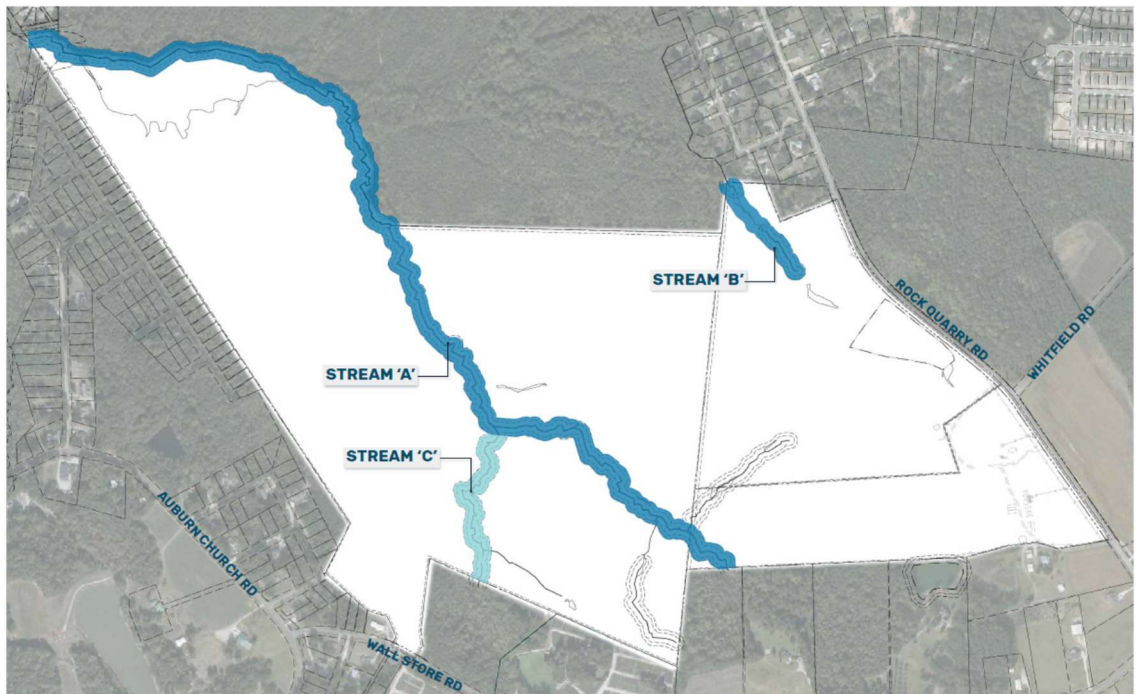 STREAM 'B'
ROCK QUARRY RD
WHITFIELD RD
STREAM 'A'
STREAM 'C'
AUBURN CHURCH RD
WALL STORE RD